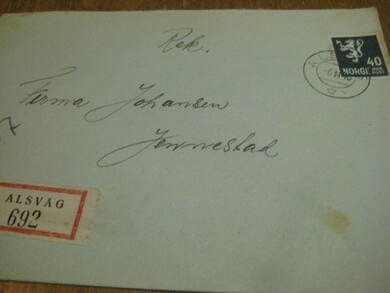 Rek.
40
NORGE
Firma Johansen
Jennestad
ALSVÅG
692